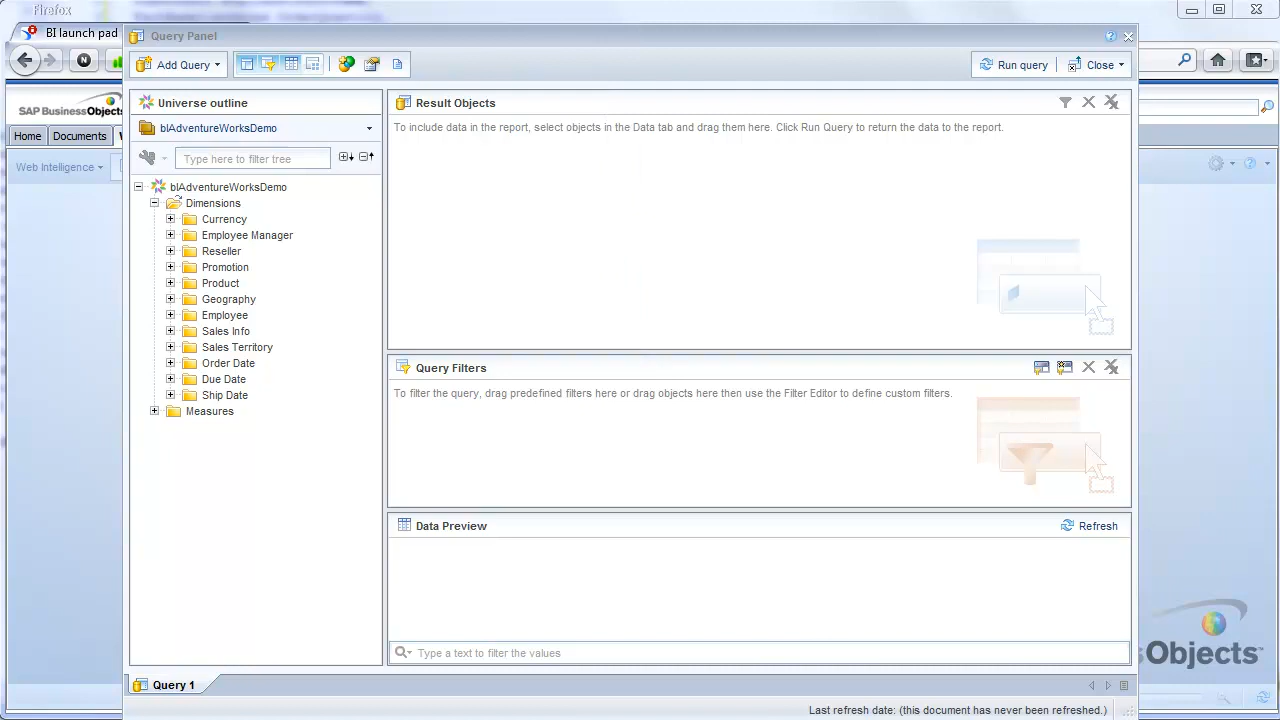 Firefox
BI launch pad
Query Panel
Add Query
Run query
Close
SAP BusinessObjects
Home
Documents
Web Intelligence
Universe outline
blAdventureWorksDemo
Type here to filter tree
blAdventureWorksDemo
Dimensions
Currency
Employee Manager
Reseller
Promotion
Product
Geography
Employee
Sales Info
Sales Territory
Order Date
Due Date
Ship Date
Measures
Result Objects
To include data in the report, select objects in the Data tab and drag them here. Click Run Query to return the data to the report.
Query Filters
To filter the query, drag predefined filters here or drag objects here then use the Filter Editor to define custom filters.
Data Preview
Refresh
Type a text to filter the values
Objects
Query 1
Last refresh date: (this document has never been refreshed.)